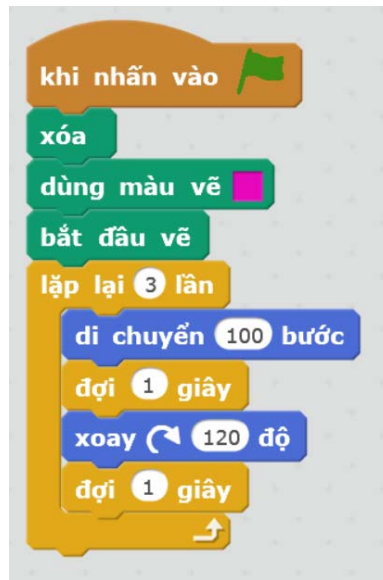 khi nhấn vào
xóa
dùng màu vẽ
bắt đầu vẽ
lặp lại 3 lần
di chuyển 100 bước
đợi 1 giây
xoay 120 độ
đợi 1 giây